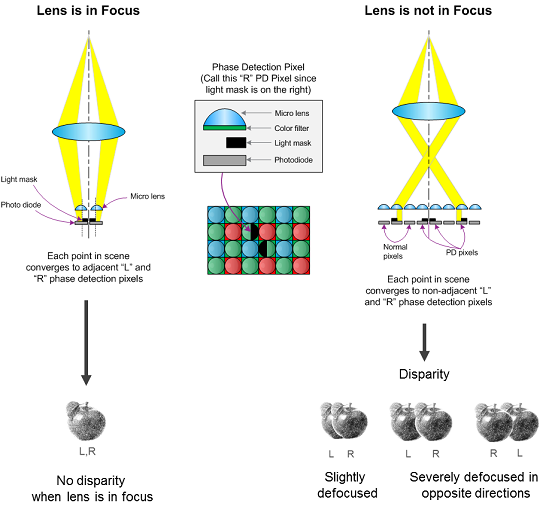 Lens is in Focus
Lens is not in Focus
Phase Detection Pixel
(Call this “R” PD Pixel since
light mask is on the right)
Micro lens
Color filter
Light mask
Photodiode
Light mask
Photo diode
Micro lens
Normal
pixels
PD pixels
Each point in scene
converges to adjacent “L” and
“R” phase detection pixels
Each point in scene
converges to non-adjacent “L”
and “R” phase detection pixels
Disparity
L,R
L R
L R
R L
No disparity
when lens is in focus
Slightly
defocused
Severely defocused in
opposite directions